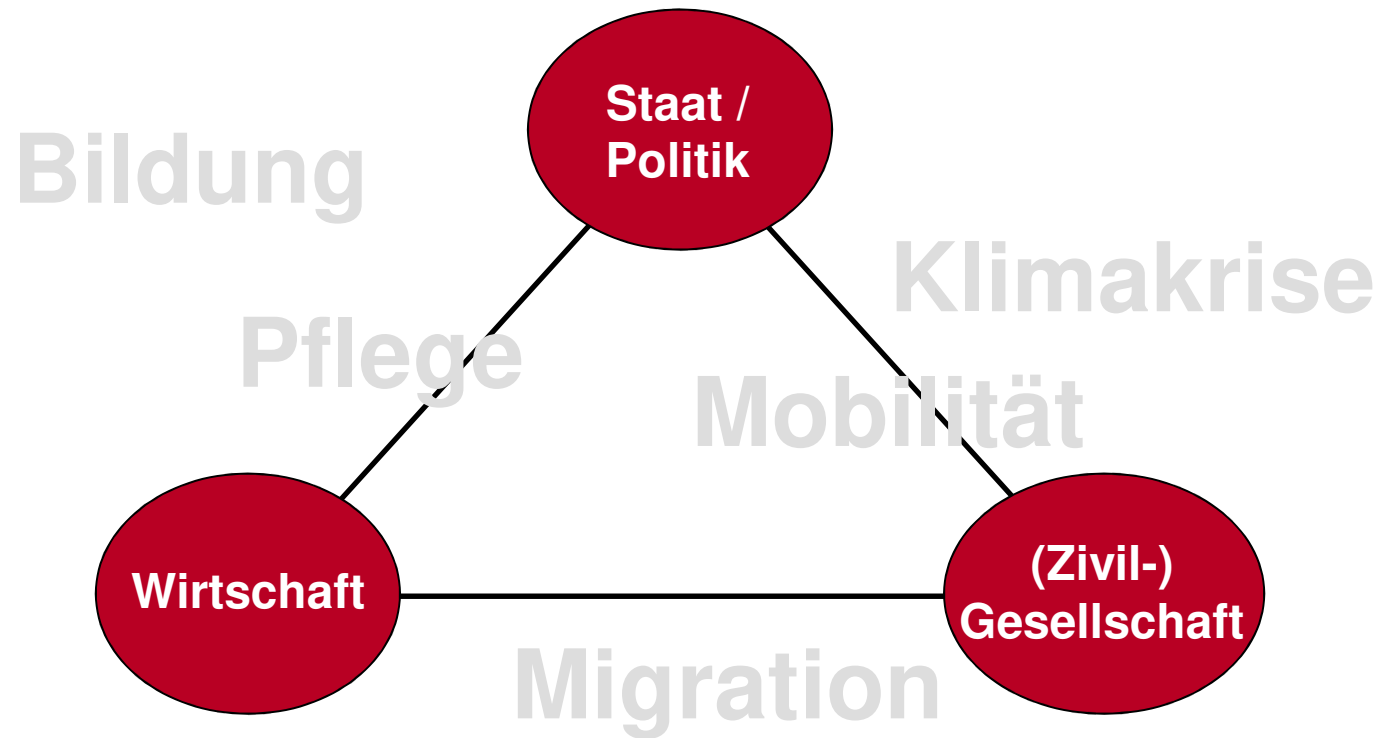 Staat /
Politik
Bildung
Klimakrise
Pflege
Mobilität
Wirtschaft
(Zivil-)
Gesellschaft
Migration